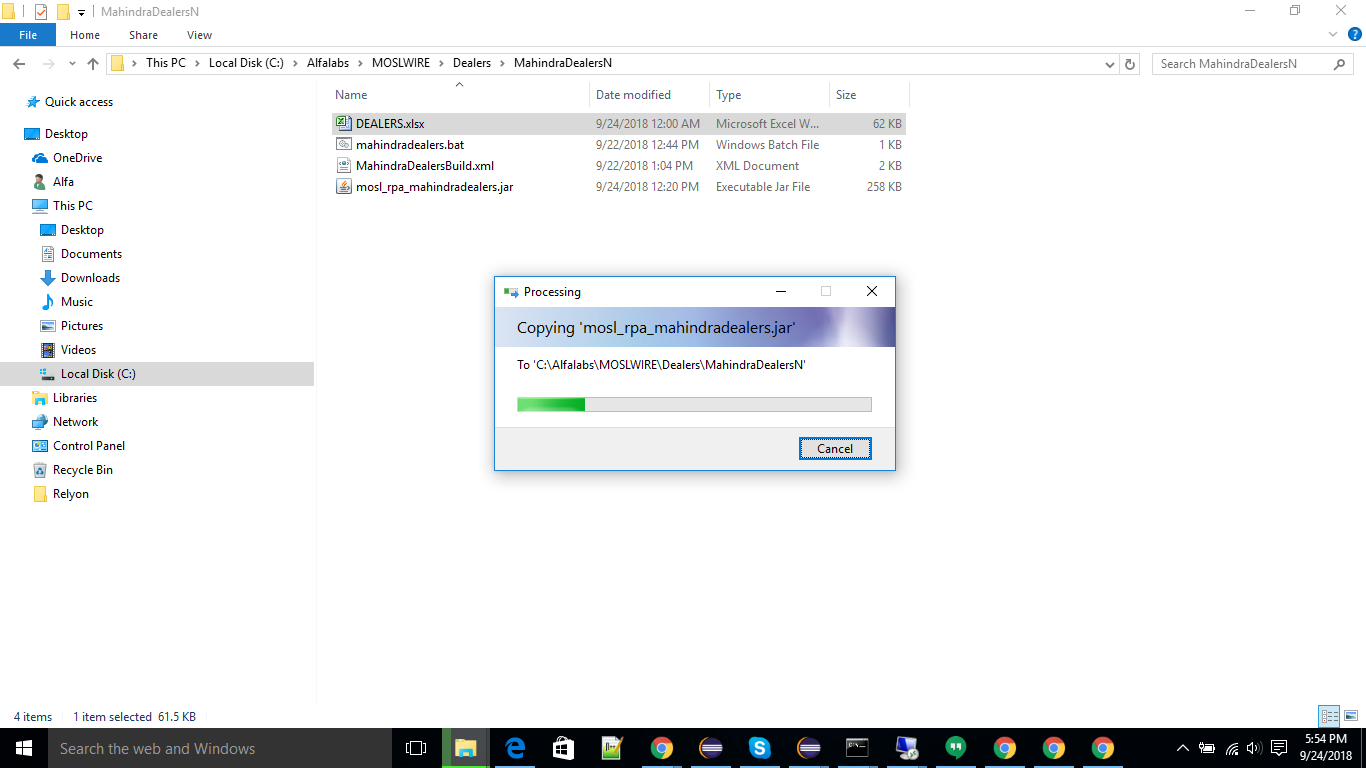 MahindraDealersN
File Home Share View
This PC Local Disk (C:) Alfalabs MOSLWIRE Dealers MahindraDealersN
Search MahindraDealersN
Quick access
Desktop
OneDrive
Alfa
This PC
Desktop
Documents
Downloads
Music
Pictures
Videos
Local Disk (C:)
Libraries
Network
Control Panel
Recycle Bin
Relyon
Name Date modified Type Size
DEALERS.xlsx 9/24/2018 12:00 AM Microsoft Excel W... 62 KB
mahindradealers.bat 9/22/2018 12:44 PM Windows Batch File 1 KB
MahindraDealersBuild.xml 9/22/2018 1:04 PM XML Document 2 KB
mosl_rpa_mahindradealers.jar 9/24/2018 12:20 PM Executable Jar File 258 KB
Processing
Copying 'mosl_rpa_mahindradealers.jar'
To 'C:\Alfalabs\MOSLWIRE\Dealers\MahindraDealersN'
Cancel
4 items 1 item selected 61.5 KB
Search the web and Windows
5:54 PM
9/24/2018